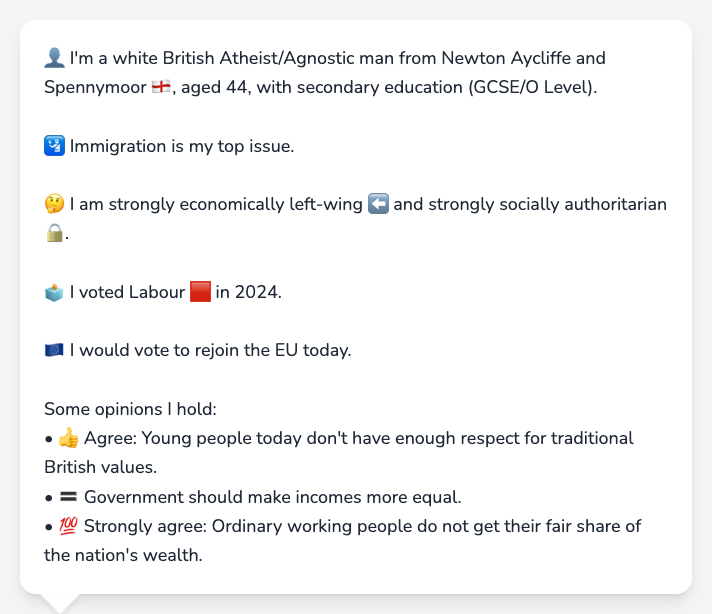 👤 I'm a white British Atheist/Agnostic man from Newton Aycliffe and
Spennymoor 🏴󠁧󠁢󠁥󠁮󠁧󠁿, aged 44, with secondary education (GCSE/O Level).
🛂 Immigration is my top issue.
🤔 I am strongly economically left-wing ⬅️ and strongly socially authoritarian
🔒.
🗳️ I voted Labour 🟥 in 2024.
🇪🇺 I would vote to rejoin the EU today.
Some opinions I hold:
• 👍 Agree: Young people today don't have enough respect for traditional
British values.
• 🟰 Government should make incomes more equal.
• 💯 Strongly agree: Ordinary working people do not get their fair share of
the nation's wealth.